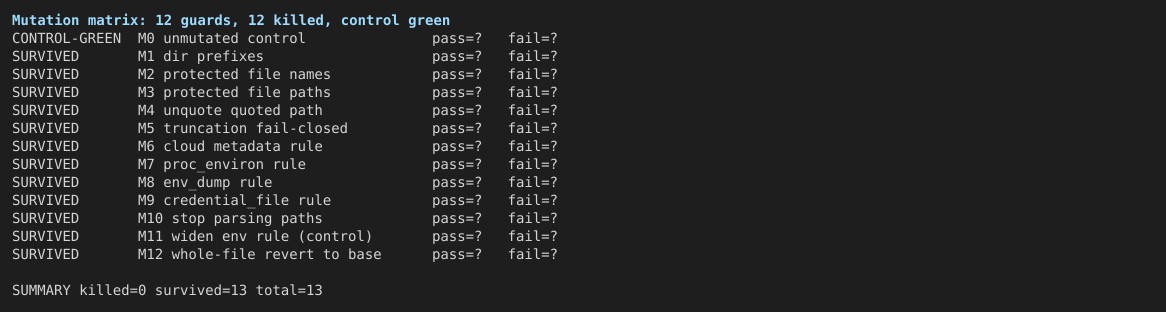 Mutation matrix: 12 guards, 12 killed, control green
CONTROL-GREEN  M0 unmutated control               pass=?   fail=?
SURVIVED       M1 dir prefixes                    pass=?   fail=?
SURVIVED       M2 protected file names            pass=?   fail=?
SURVIVED       M3 protected file paths            pass=?   fail=?
SURVIVED       M4 unquote quoted path             pass=?   fail=?
SURVIVED       M5 truncation fail-closed          pass=?   fail=?
SURVIVED       M6 cloud metadata rule             pass=?   fail=?
SURVIVED       M7 proc_environ rule               pass=?   fail=?
SURVIVED       M8 env_dump rule                   pass=?   fail=?
SURVIVED       M9 credential_file rule            pass=?   fail=?
SURVIVED       M10 stop parsing paths             pass=?   fail=?
SURVIVED       M11 widen env rule (control)       pass=?   fail=?
SURVIVED       M12 whole-file revert to base      pass=?   fail=?
SUMMARY killed=0 survived=13 total=13